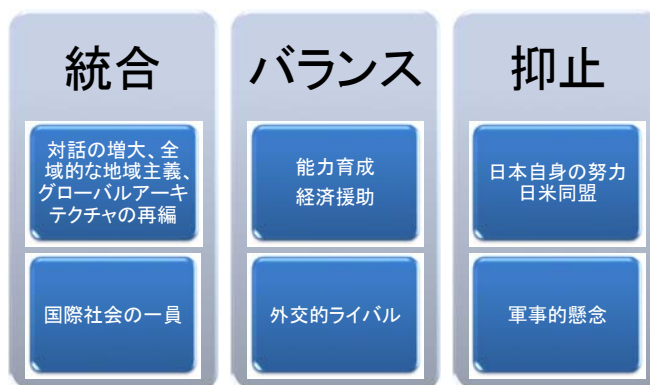 統合
対話の増大、全
域的な地域主義、
グローバルアーキ
テクチャの再編
国際社会の一員
バランス
能力育成
経済援助
外交的ライバル
抑止
日本自身の努力
日米同盟
軍事的懸念